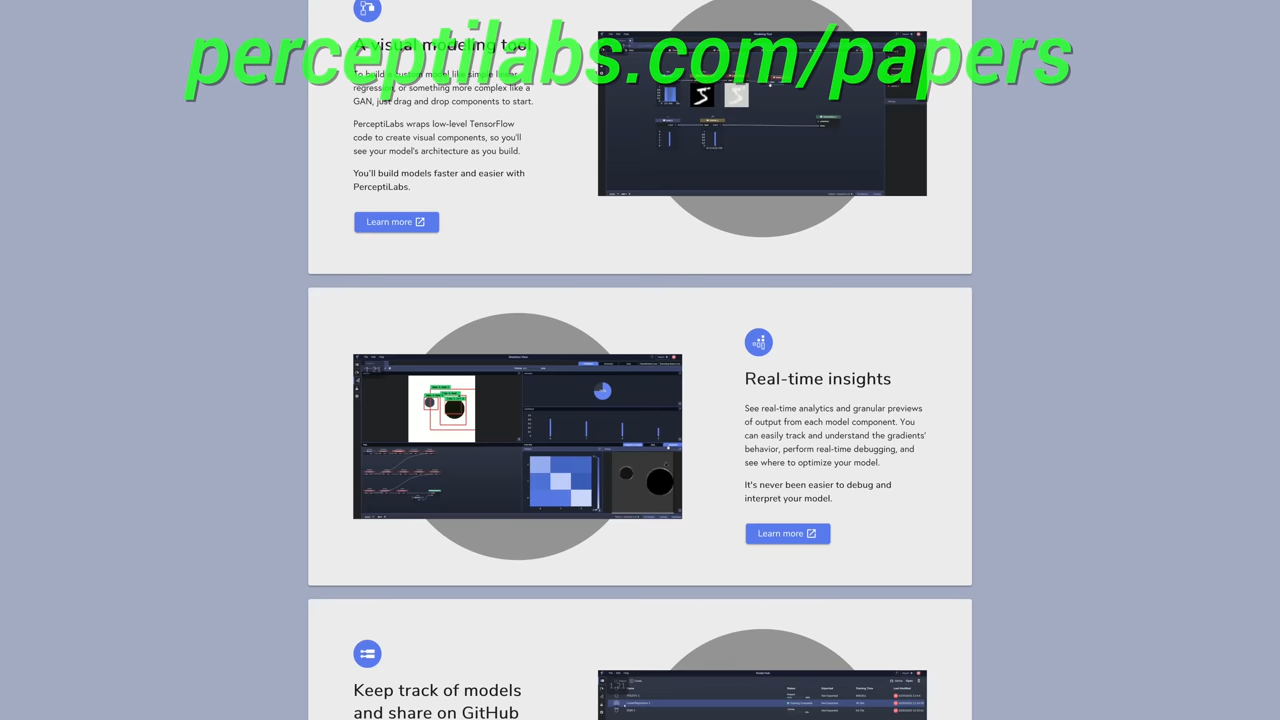 perceptilabs.com/papers
A visual modeling tool
To build a custom model like simple linear
regression, or something more complex like a
GAN, just drag and drop components to start.
PerceptiLabs wraps low-level TensorFlow
code to create visual components, so you'll
see your model's architecture as you build.
You'll build models faster and easier with
PerceptiLabs.
Learn more
Real-time insights
See real-time analytics and granular previews
of output from each model component. You
can easily track and understand the gradients'
behavior, perform real-time debugging, and
see where to optimize your model.
It's never been easier to debug and
interpret your model.
Learn more
Keep track of models
and share on GitHub